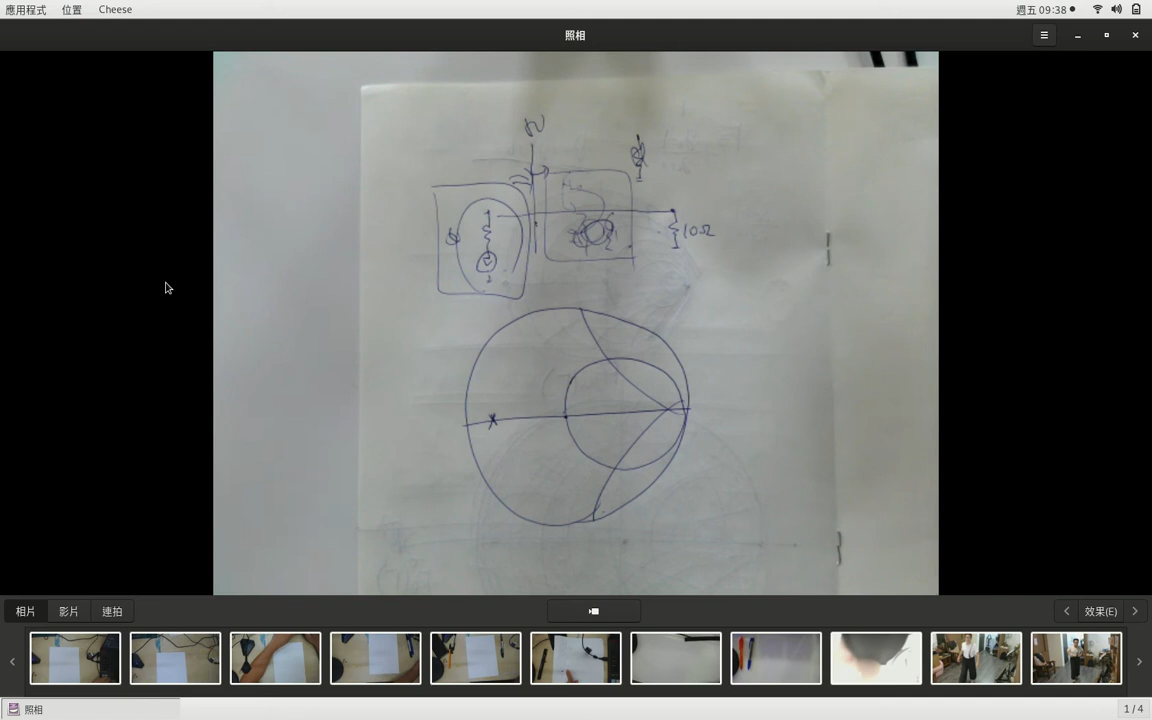 應用程式 位置 Cheese 週五 09:38
照相
Z
10Ω
相片 影片 連拍 效果(E)
照相 1 / 4